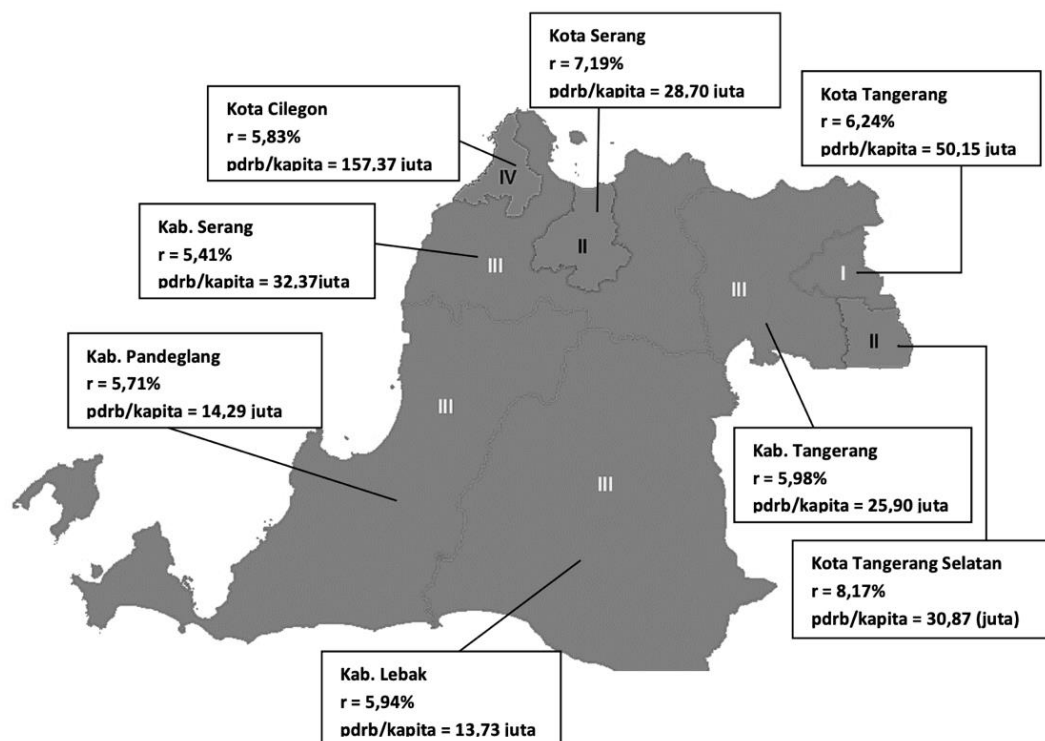 Kota Serang
r = 7,19%
pdrb/kapita = 28,70 juta
Kota Cilegon
r = 5,83%
pdrb/kapita = 157,37 juta
Kota Tangerang
r = 6,24%
pdrb/kapita = 50,15 juta
Kab. Serang
r = 5,41%
pdrb/kapita = 32,37juta
IV
II
III
III
I
II
Kab. Pandeglang
r = 5,71%
pdrb/kapita = 14,29 juta
III
III
Kab. Tangerang
r = 5,98%
pdrb/kapita = 25,90 juta
Kota Tangerang Selatan
r = 8,17%
pdrb/kapita = 30,87 (juta)
Kab. Lebak
r = 5,94%
pdrb/kapita = 13,73 juta